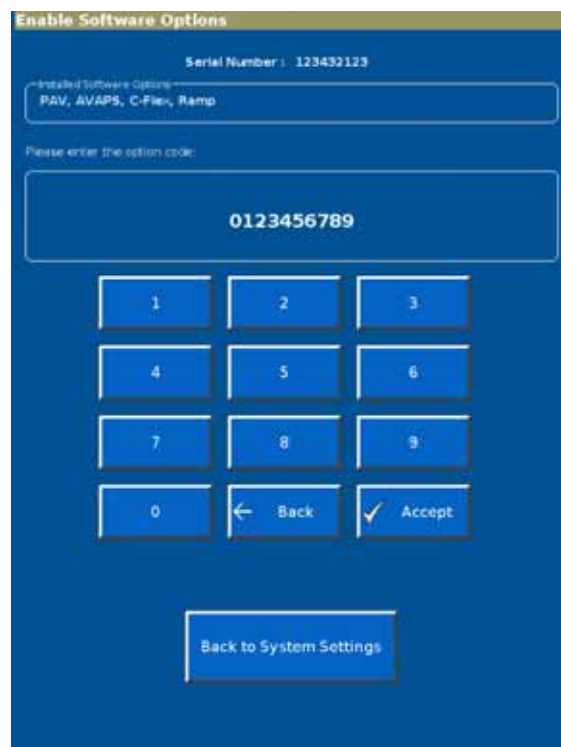 Enable Software Options
Serial Number : 123432123
Installed Software Options
PAV, AVAPS, C-Flex, Ramp
Please enter the option code:
0123456789
1 2 3
4 5 6
7 8 9
0 Back Accept
Back to System Settings